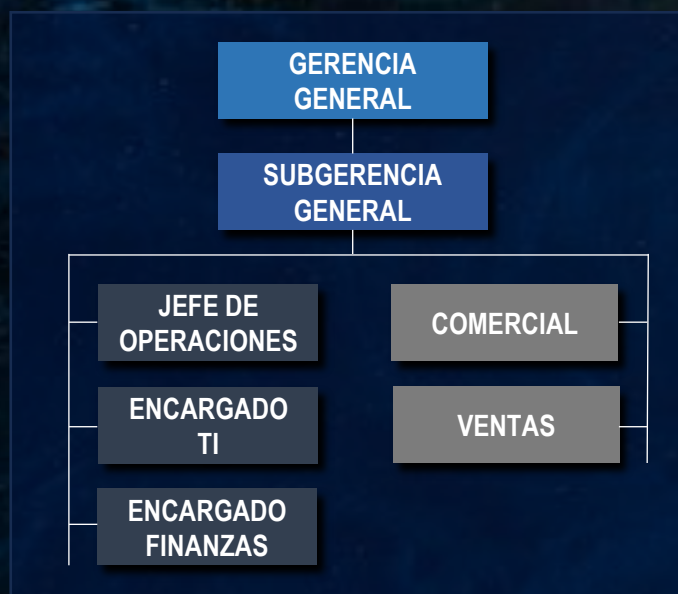 GERENCIA
GENERAL
SUBGERENCIA
GENERAL
JEFE DE
OPERACIONES
COMERCIAL
ENCARGADO
TI
VENTAS
ENCARGADO
FINANZAS